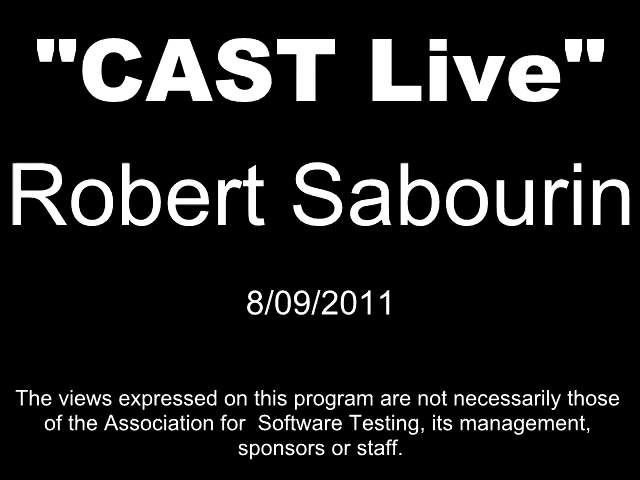 "CAST Live"
Robert Sabourin
8/09/2011
The views expressed on this program are not necessarily those
of the Association for  Software Testing, its management,
sponsors or staff.